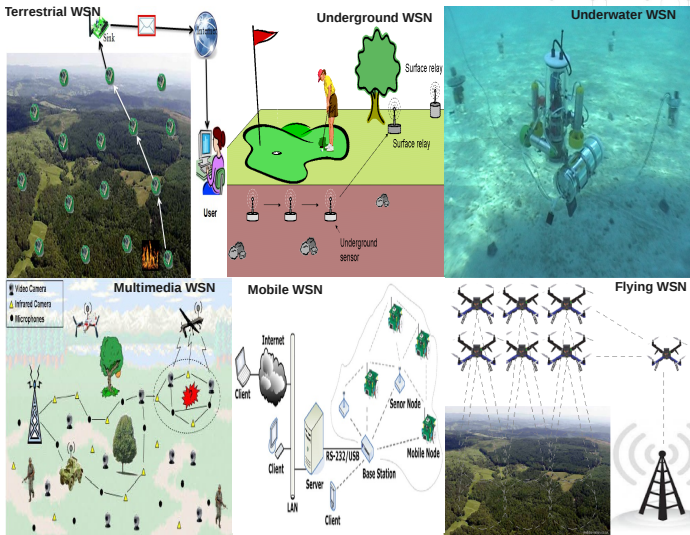 Terrestrial WSN
Sink
Internet
User
Underground WSN
Surface relay
Surface relay
Underground
sensor
Underwater WSN
Multimedia WSN
Video Camera
Infrared Camera
Microphones
Mobile WSN
Internet
Client
Client
Server
LAN
RS-232/USB
Client
Base Station
Senor Node
Mobile Node
Flying WSN